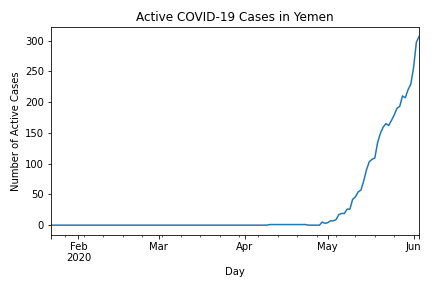 Active COVID-19 Cases in Yemen
Number of Active Cases
300
250
200
150
100
50
0
Feb Mar Apr May Jun
2020
Day